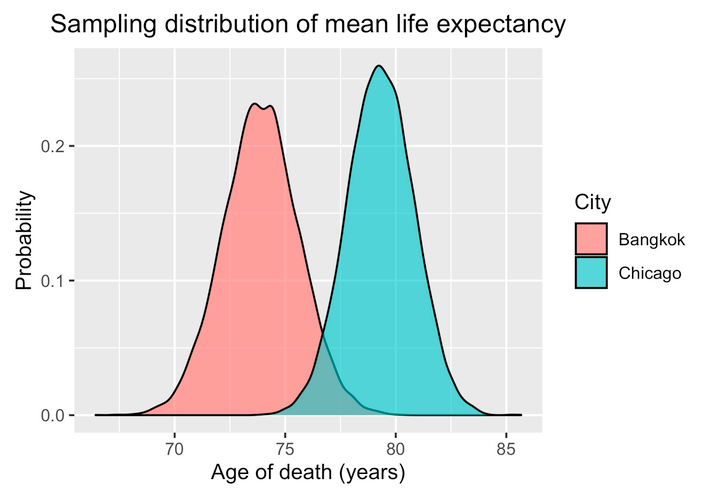 Sampling distribution of mean life expectancy
Probability
0.2
0.1
0.0
70 75 80 85
Age of death (years)
City
Bangkok
Chicago